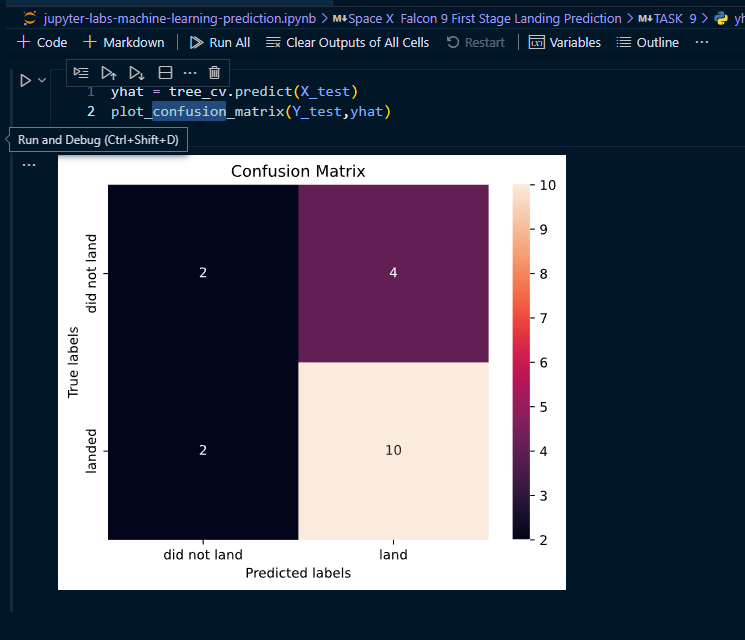 jupyter-labs-machine-learning-prediction.ipynb > M↓Space X Falcon 9 First Stage Landing Prediction > M↓TASK 9 >
+ Code + Markdown Run All Clear Outputs of All Cells Restart Variables Outline ...
1 yhat = tree_cv.predict(X_test)
2 plot_confusion_matrix(Y_test,yhat)
Run and Debug (Ctrl+Shift+D)
Confusion Matrix
True labels
did not land
landed
2
4
2
10
did not land
land
Predicted labels
10
9
8
7
6
5
4
3
2